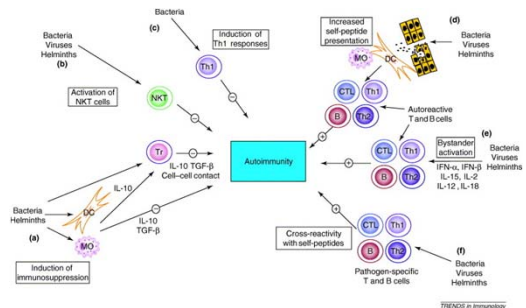 Bacteria
(c)
Induction of
Th1 responses
Th1
Bacteria
Viruses
Helminths
(b)
Activation of
NKT cells
NKT
Tr
IL-10 TGF-β
Cell–cell contact
IL-10
Bacteria
Helminths
DC
MO
(a)
IL-10
TGF-β
Induction of
immunosuppression
Autoimmunity
Increased
self-peptide
presentation
(d)
MO
DC
Bacteria
Viruses
Helminths
CTL
Th1
B
Th2
Autoreactive
T and B cells
Bystander
activation
(e)
CTL
Th1
B
Th2
IFN-α, IFN-β
IL-15, IL-2
IL-12, IL-18
Bacteria
Viruses
Helminths
Cross-reactivity
with self-peptides
CTL
Th1
B
Th2
Pathogen-specific
T and B cells
(f)
Bacteria
Viruses
Helminths
TRENDS in Immunology